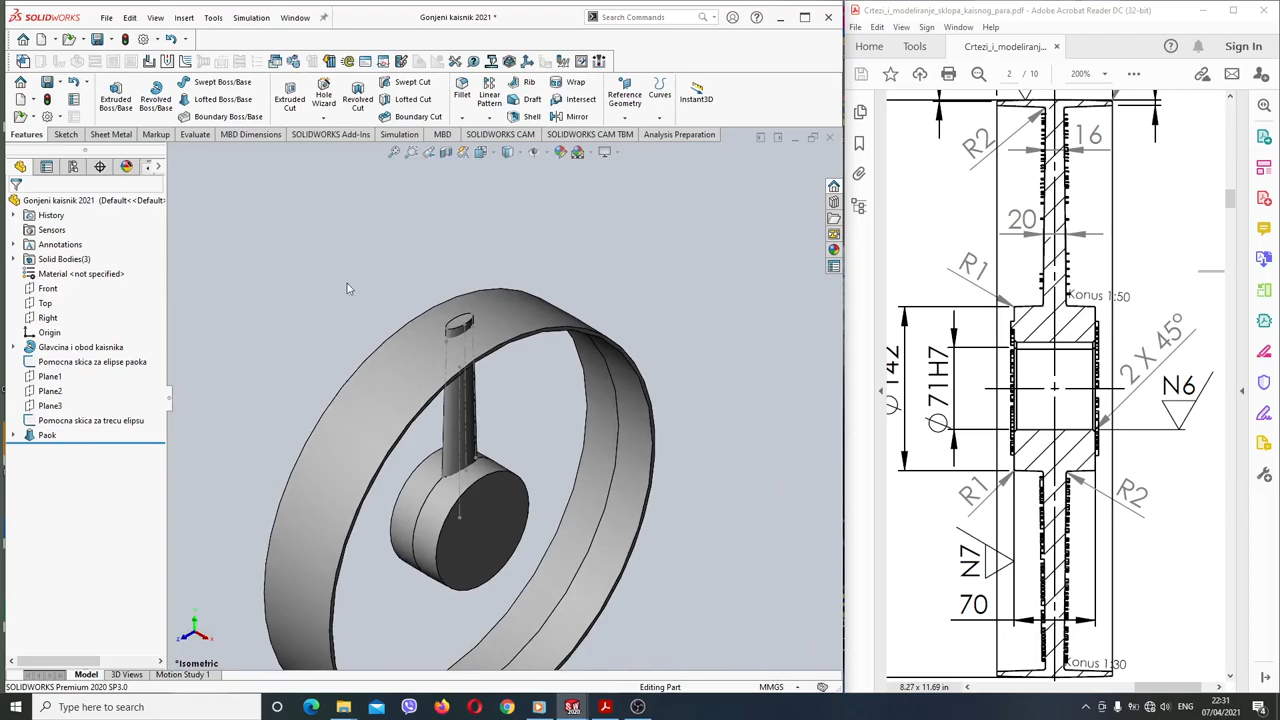 SOLIDWORKS
File
Edit
View
Insert
Tools
Simulation
Window
Gonjeni kaisnik 2021 *
Search Commands
Extruded Boss/Base
Revolved Boss/Base
Swept Boss/Base
Lofted Boss/Base
Boundary Boss/Base
Extruded Cut
Hole Wizard
Revolved Cut
Swept Cut
Lofted Cut
Boundary Cut
Fillet
Linear Pattern
Rib
Draft
Shell
Wrap
Intersect
Mirror
Reference Geometry
Curves
Instant3D
Features
Sketch
Sheet Metal
Markup
Evaluate
MBD Dimensions
SOLIDWORKS Add-Ins
Simulation
MBD
SOLIDWORKS CAM
SOLIDWORKS CAM TBM
Analysis Preparation
Gonjeni kaisnik 2021 (Default<<Default>
History
Sensors
Annotations
Solid Bodies(3)
Material <not specified>
Front
Top
Right
Origin
Glavcina i obod kaisnika
Pomocna skica za elipse paoka
Plane1
Plane2
Plane3
Pomocna skica za trecu elipsu
Paok
*Isometric
Model
3D Views
Motion Study 1
SOLIDWORKS Premium 2020 SP3.0
Editing Part
MMGS
Crtezi_i_modeliranje_sklopa_kaisnog_para.pdf - Adobe Acrobat Reader DC (32-bit)
File
Edit
View
Sign
Window
Help
Home
Tools
Crtezi_i_modeliranj...
Sign In
2 / 10
200%
R2
16
20
R1
Konus 1:50
Ø 142
Ø 71H7
2 X 45°
N6
R1
R2
N7
70
Konus 1:30
8.27 x 11.69 in
Type here to search
ENG
22:31
07/04/2021